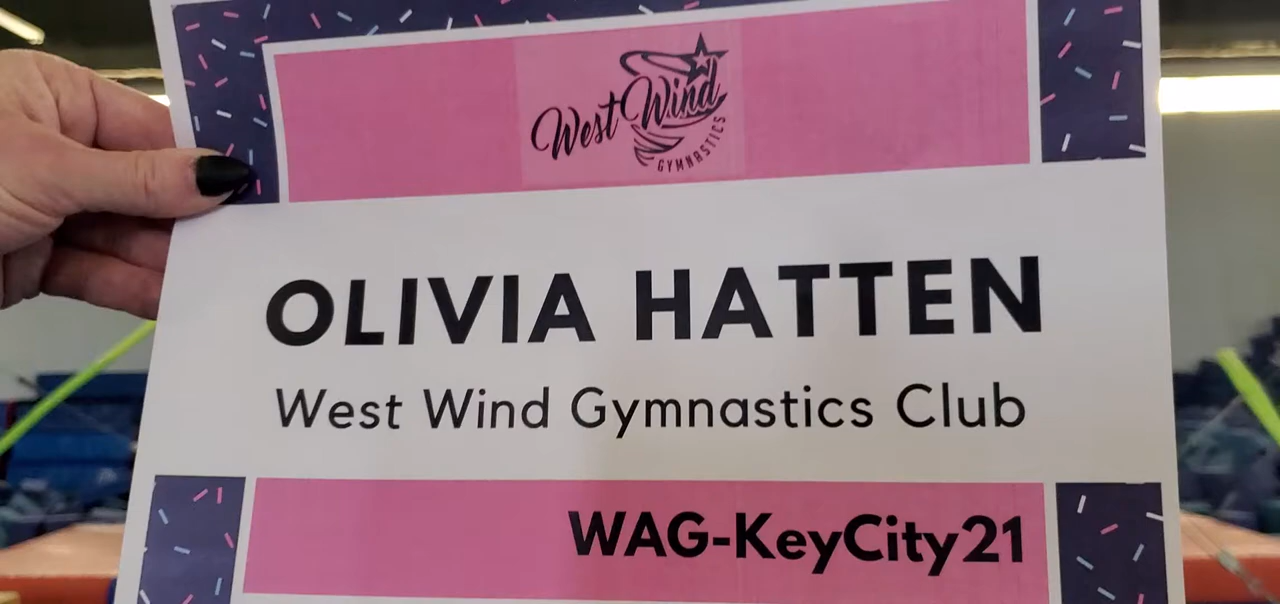 West Wind
GYMNASTICS
OLIVIA HATTEN
West Wind Gymnastics Club
WAG-KeyCity21